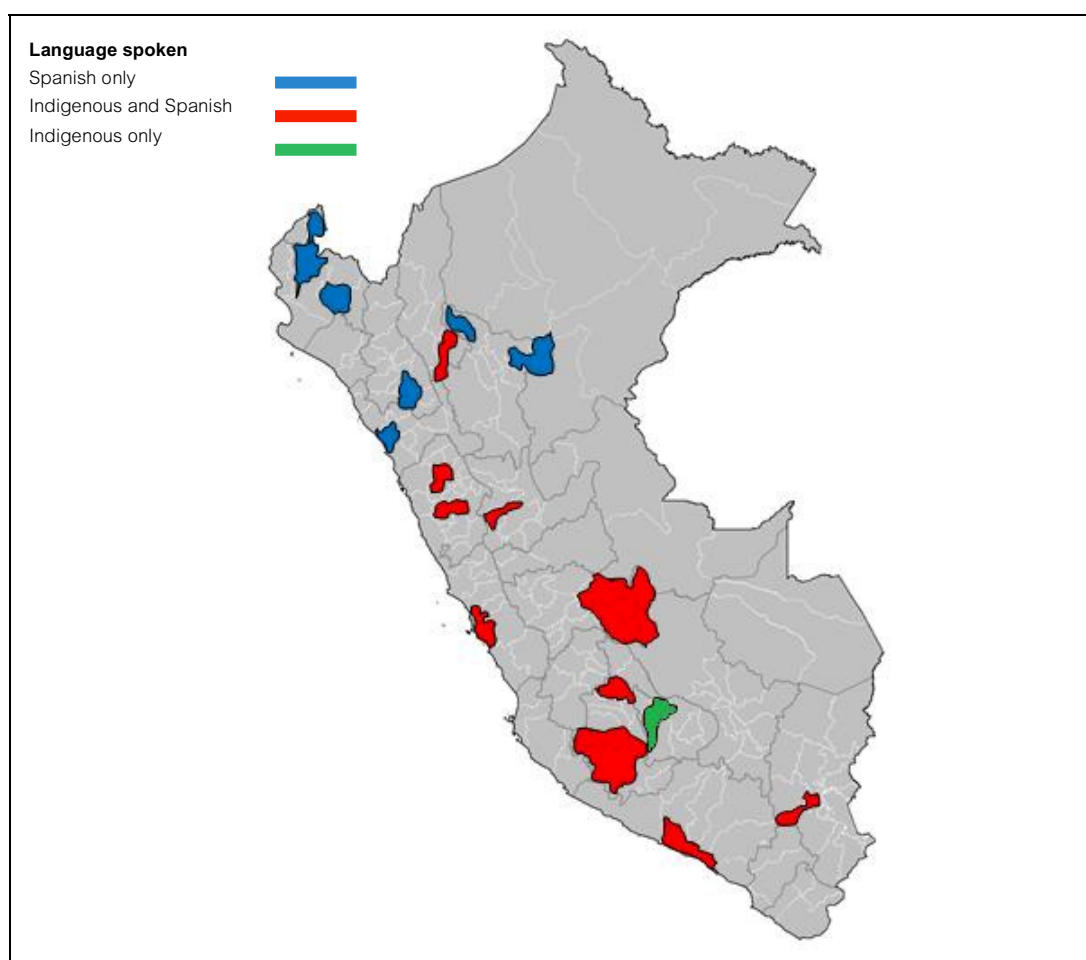 Language spoken
Spanish only
Indigenous and Spanish
Indigenous only